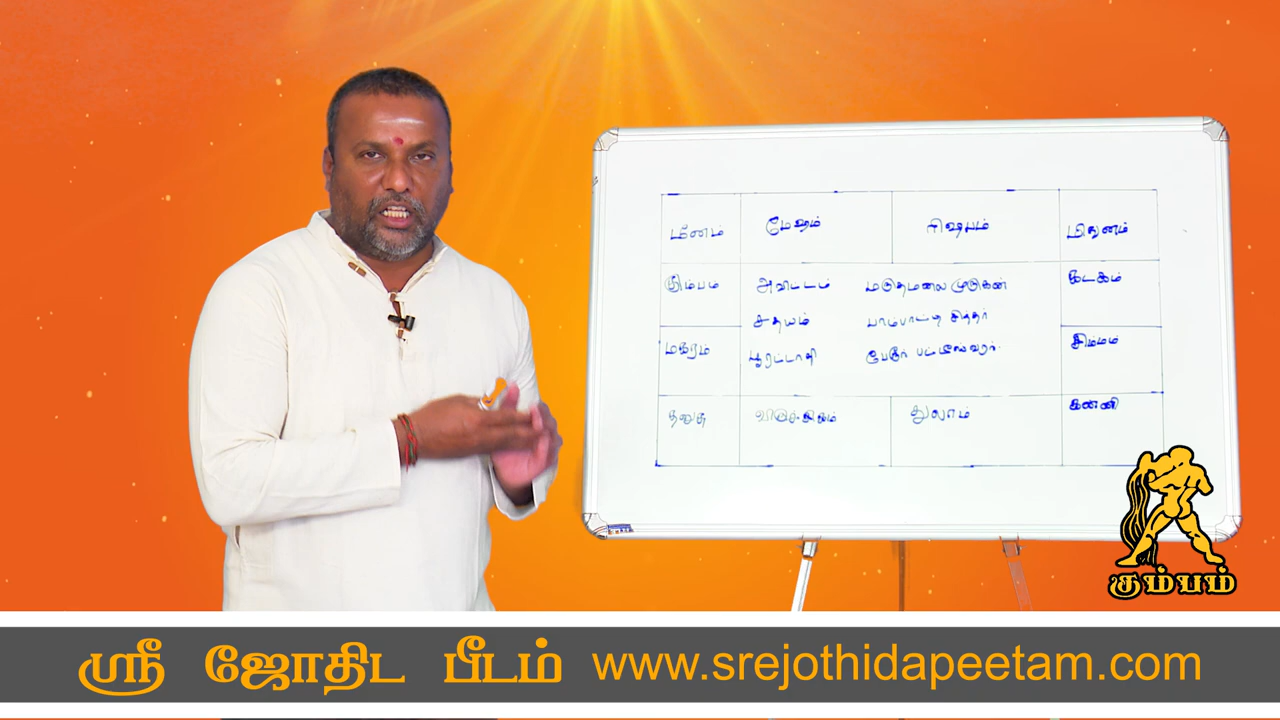 மீனம் மேஷம் ரிஷபம் மிதுனம்
கும்பம் அவிட்டம் மருதமலை முருகன் கடகம்
சதயம் பாம்பாட்டி சித்தர்
மகரம் பூரட்டாதி பேரூர் பட்டீஸ்வரர். சிம்மம்
தனுசு விருச்சிகம் துலாம் கன்னி
கும்பம்
ஸ்ரீ ஜோதிட பீடம் www.srejothidapeetam.com